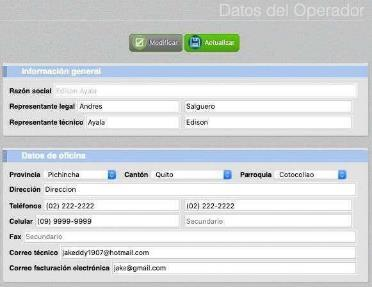 Datos del Operador
Modificar Actualizar
Información general
Razón social Edison Ayala
Representante legal Andres Salguero
Representante técnico Ayala Edison
Datos de oficina
Provincia Pichincha Cantón Quito Parroquia Cotocollao
Dirección Direccion
Teléfonos (02) 222-2222 (02) 222-2222
Celular (09) 9999-9999 Secundario
Fax Secundario
Correo técnico jakeddy1907@hotmail.com
Correo facturación electrónica jake@gmail.com